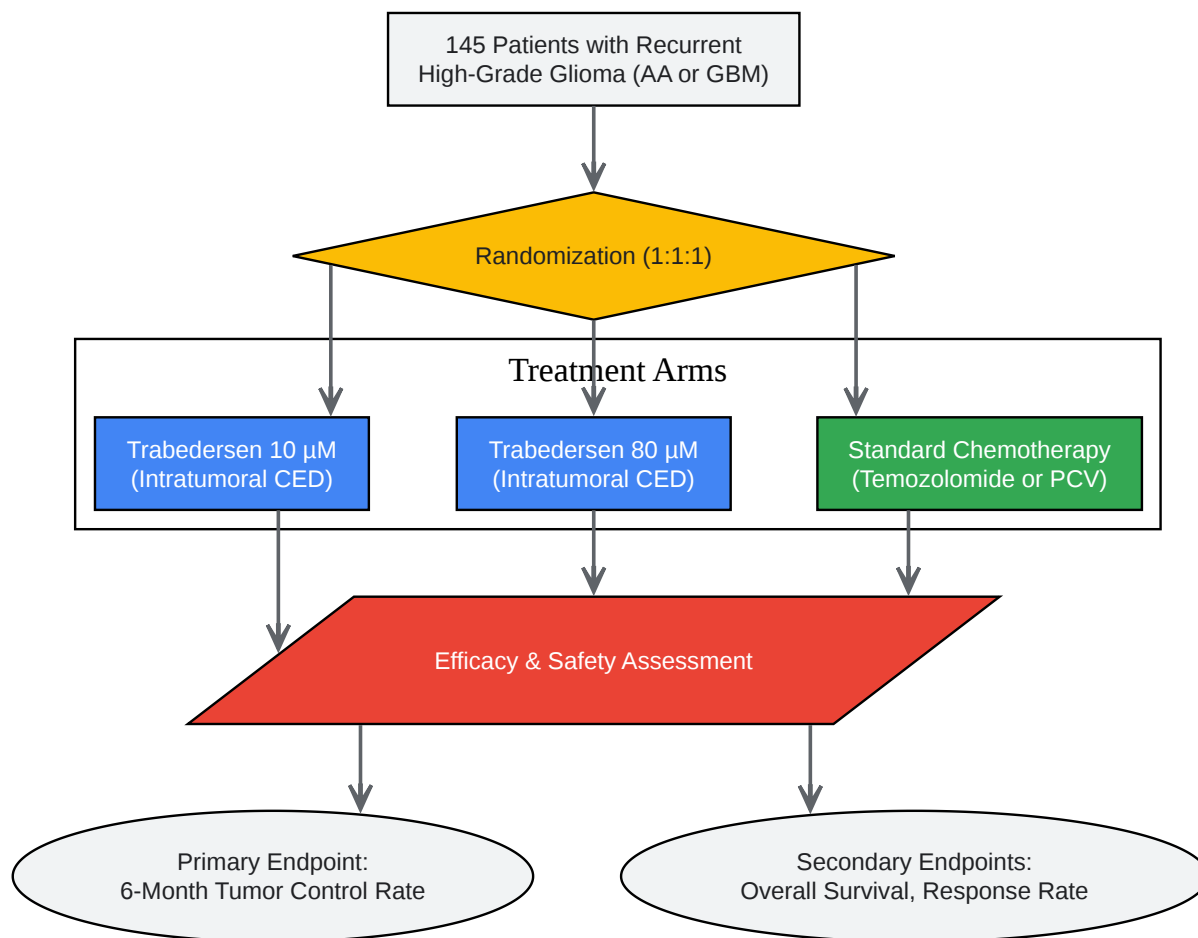 145 Patients with Recurrent
High-Grade Glioma (AA or GBM)
Randomization (1:1:1)
Treatment Arms
Trabedersen 10 µM
(Intratumoral CED)
Trabedersen 80 µM
(Intratumoral CED)
Standard Chemotherapy
(Temozolomide or PCV)
Efficacy & Safety Assessment
Primary Endpoint:
6-Month Tumor Control Rate
Secondary Endpoints:
Overall Survival, Response Rate